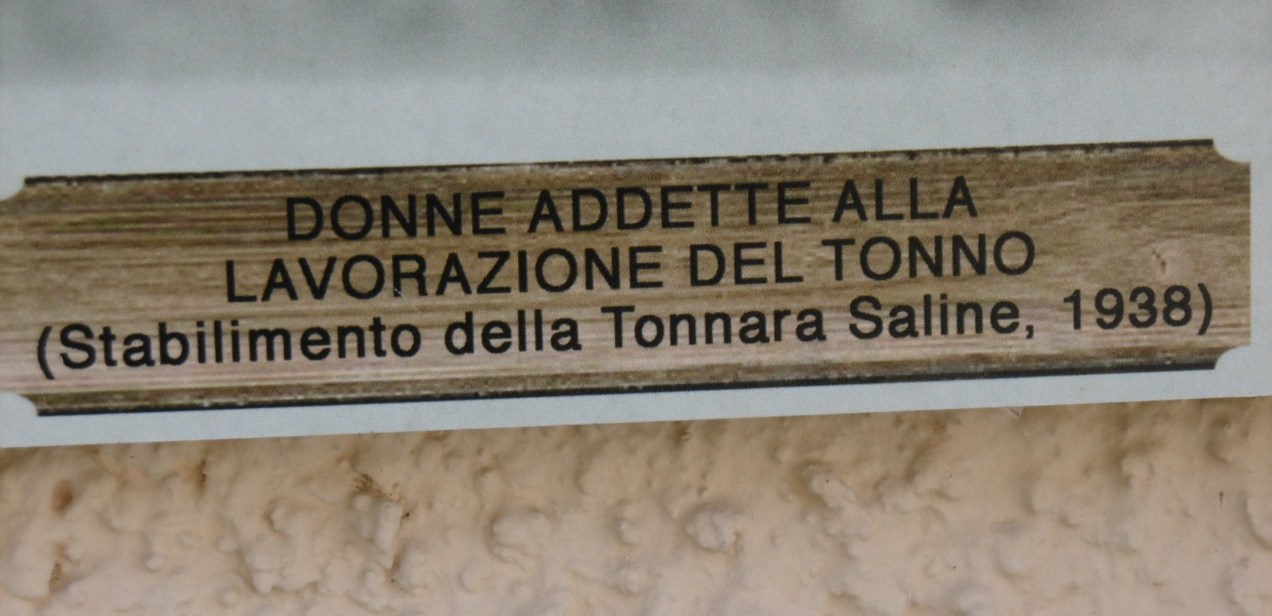 DONNE ADDETTE ALLA
LAVORAZIONE DEL TONNO
(Stabilimento della Tonnara Saline, 1938)